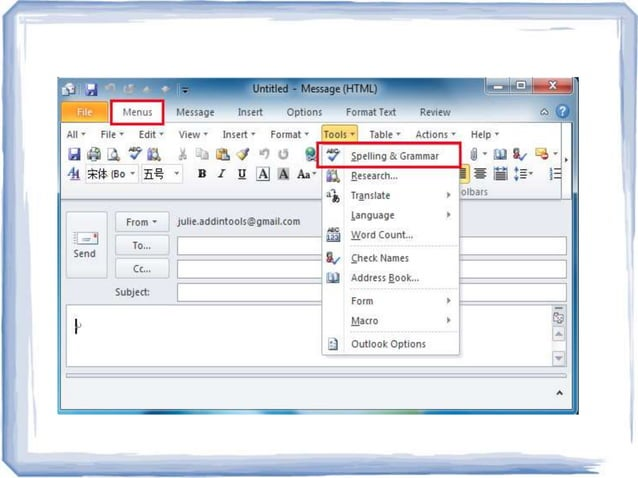 Untitled - Message (HTML)
File Menus Message Insert Options Format Text Review
All File Edit View Insert Format Tools Table Actions Help
宋体 (Bo 五号 B I U A A Aa
Spelling & Grammar
Research...
Translate
olbars
Language
Word Count...
Check Names
Address Book...
Form
Macro
Outlook Options
From julie.addintools@gmail.com
Send
To...
Cc...
Subject: